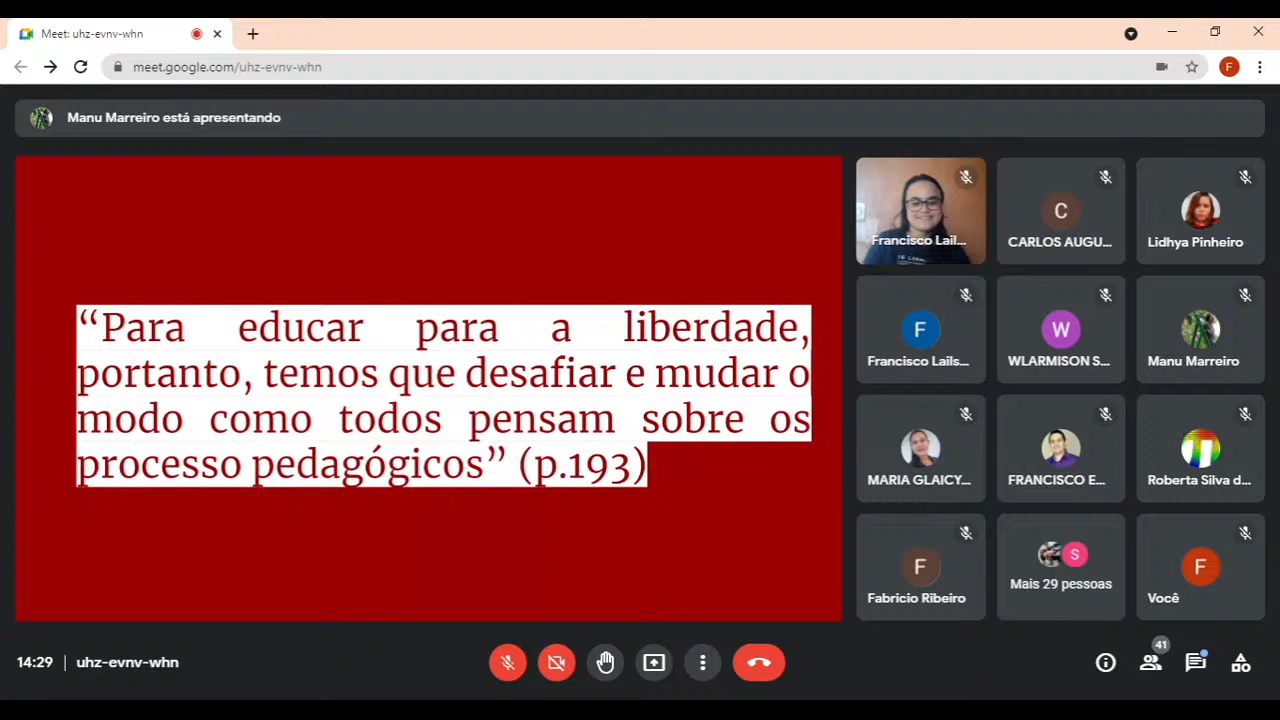 Meet: uhz-evnv-whn
meet.google.com/uhz-evnv-whn
F
Manu Marreiro está apresentando
“Para educar para a liberdade,
portanto, temos que desafiar e mudar o
modo como todos pensam sobre os
processo pedagógicos” (p.193)
Francisco Lail...
C
CARLOS AUGU...
Lidhya Pinheiro
F
Francisco Lails...
W
WLARMISON S...
Manu Marreiro
MARIA GLAICY...
FRANCISCO E...
Roberta Silva d...
F
Fabricio Ribeiro
S
Mais 29 pessoas
F
Você
14:29 | uhz-evnv-whn
41